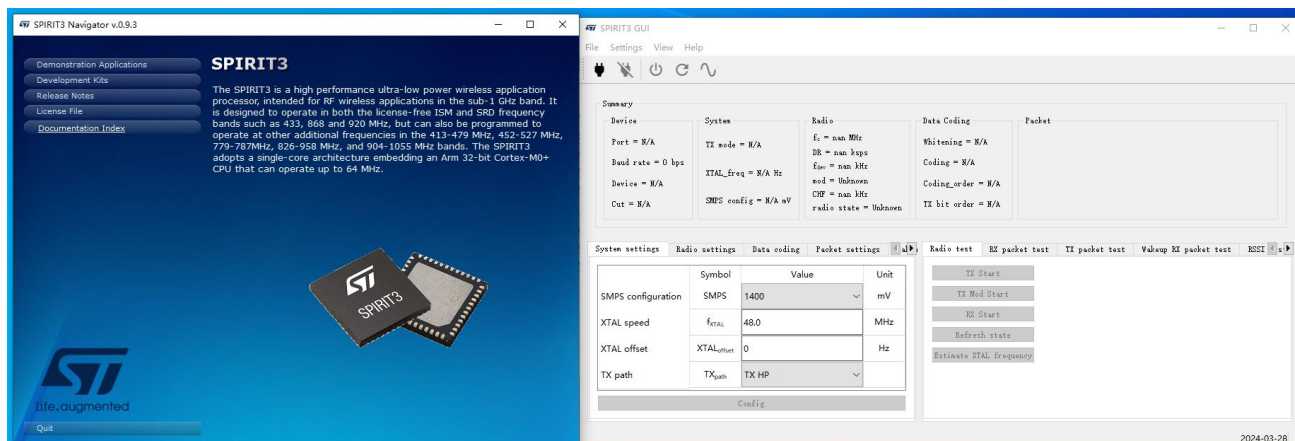 SPIRIT3 Navigator v.0.9.3
Demonstration Applications
Development Kits
Release Notes
License File
Documentation Index
SPIRIT3
The SPIRIT3 is a high performance ultra-low power wireless application
processor, intended for RF wireless applications in the sub-1 GHz band. It
is designed to operate in both the license-free ISM and SRD frequency
bands such as 433, 868 and 920 MHz, but can also be programmed to
operate at other additional frequencies in the 413-479 MHz, 452-527 MHz,
779-787MHz, 826-958 MHz, and 904-1055 MHz bands. The SPIRIT3
adopts a single-core architecture embedding an Arm 32-bit Cortex-M0+
CPU that can operate up to 64 MHz.
SPIRIT3
life.augmented
Quit
SPIRIT3 GUI
File Settings View Help
Summary
Device
Port = N/A
Baud rate = 0 bps
Device = N/A
Cut = N/A
System
TX mode = N/A
XTAL_freq = N/A Hz
SMPS config = N/A mV
Radio
fc = nan MHz
DR = nan ksps
fdev = nan kHz
mod = Unknown
CHF = nan kHz
radio state = Unknown
Data Coding
Whitening = N/A
Coding = N/A
Coding_order = N/A
TX bit order = N/A
Packet
System settings Radio settings Data coding Packet settings
Symbol Value Unit
SMPS configuration SMPS 1400 mV
XTAL speed fXTAL 48.0 MHz
XTAL offset XTALoffset 0 Hz
TX path TXpath TX HP
Config
Radio test RX packet test TX packet test Wakeup RX packet test RSSI
TX Start
TX Mod Start
RX Start
Refresh state
Estimate XTAL frequency
2024-03-28